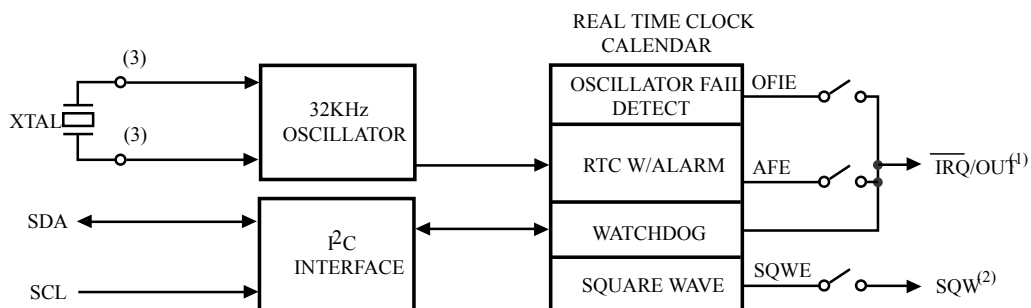 REAL TIME CLOCK
CALENDAR
(3)
XTAL
(3)
32KHz
OSCILLATOR
OSCILLATOR FAIL
DETECT
OFIE
RTC W/ALARM
AFE
IRQ/OUT(1)
SDA
SCL
I2C
INTERFACE
WATCHDOG
SQUARE WAVE
SQWE
SQW(2)